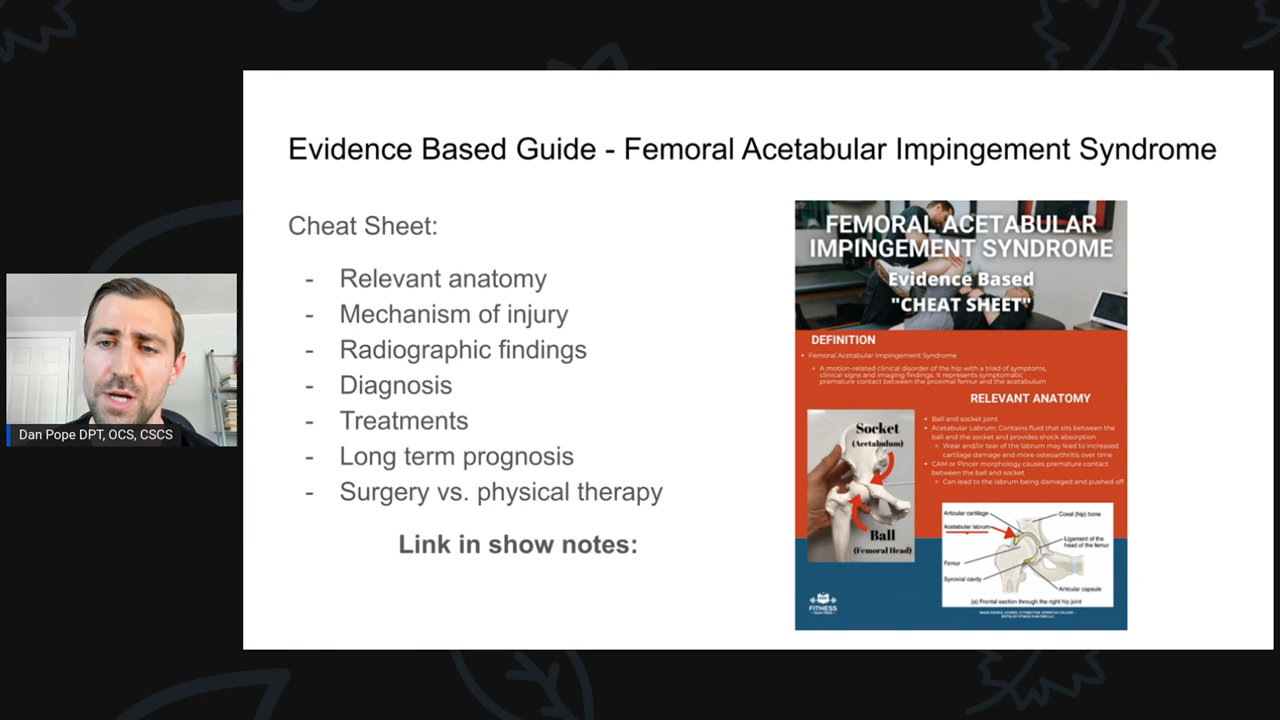 Evidence Based Guide - Femoral Acetabular Impingement Syndrome
Cheat Sheet:
- Relevant anatomy
- Mechanism of injury
- Radiographic findings
- Diagnosis
- Treatments
- Long term prognosis
- Surgery vs. physical therapy
Link in show notes:
Dan Pope DPT, OCS, CSCS
FEMORAL ACETABULAR
IMPINGEMENT SYNDROME
Evidence Based
"CHEAT SHEET"
DEFINITION
• Femoral Acetabular Impingement Syndrome
A motion-related clinical disorder of the hip with a triad of symptoms,
clinical signs and imaging findings. It represents symptomatic
premature contact between the proximal femur and the acetabulum
RELEVANT ANATOMY
• Ball and socket joint
• Acetabular Labrum: Contains fluid that sits between the
ball and the socket and provides shock absorption
Wear and/or tear of the labrum may lead to increased
cartilage damage and more osteoarthritis over time
• CAM or Pincer morphology causes premature contact
between the ball and socket
Can lead to the labrum being damaged and pushed off
Socket
(Acetabulum)
Ball
(Femoral Head)
Articular cartilage
Acetabular labrum
Femur
Synovial cavity
Coxal (hip) bone
Ligament of the
head of the femur
Articular capsule
(a) Frontal section through the right hip joint
FITNESS